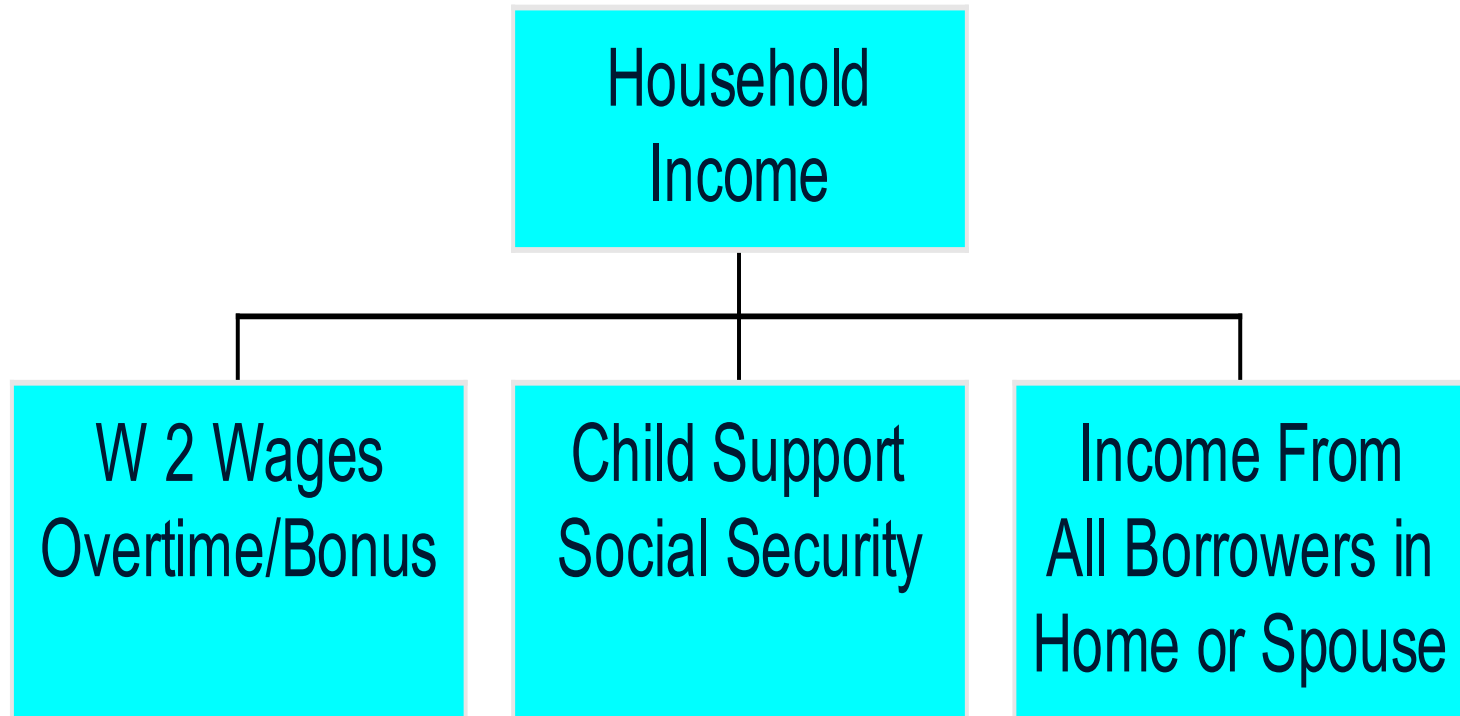 Household
Income
W 2 Wages
Overtime/Bonus
Child Support
Social Security
Income From
All Borrowers in
Home or Spouse